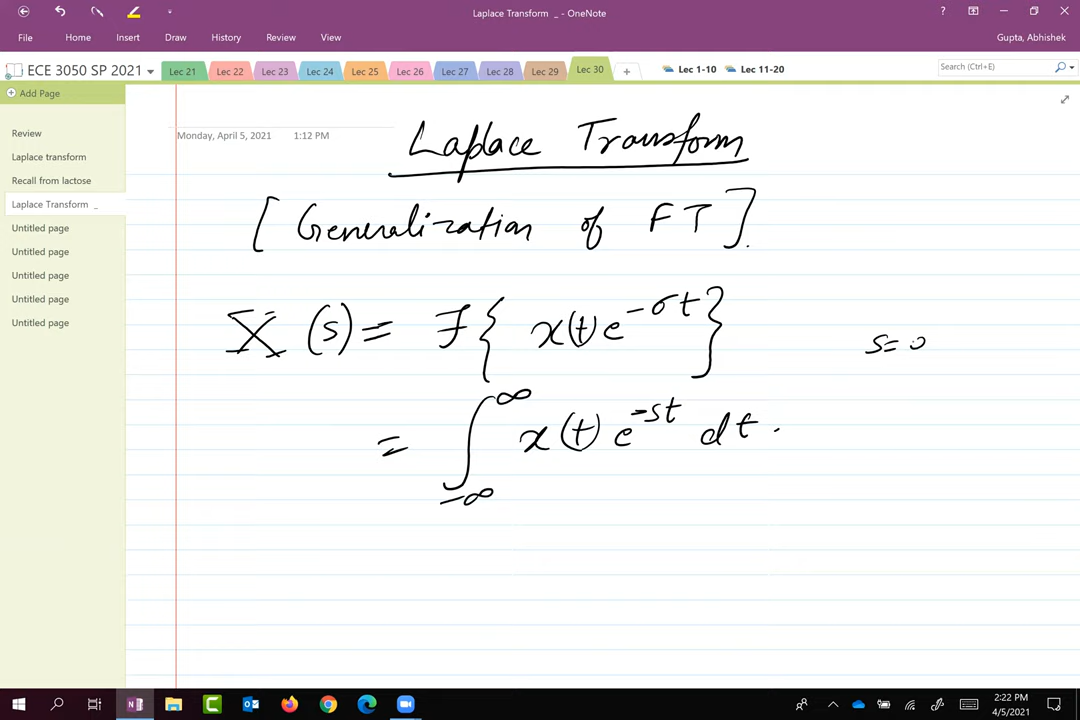 Laplace Transform _ - OneNote
File Home Insert Draw History Review View
Gupta, Abhishek
ECE 3050 SP 2021
Lec 21 Lec 22 Lec 23 Lec 24 Lec 25 Lec 26 Lec 27 Lec 28 Lec 29 Lec 30 Lec 1-10 Lec 11-20
Search (Ctrl+E)
Add Page
Review
Laplace transform
Recall from lactose
Laplace Transform _
Untitled page
Untitled page
Untitled page
Untitled page
Untitled page
Monday, April 5, 2021 1:12 PM
Laplace Transform
[Generalization of FT].
X(s) = F{ x(t)e^{-σt} }
s=
= ∫_{-∞}^{∞} x(t) e^{-st} dt.
2:22 PM
4/5/2021